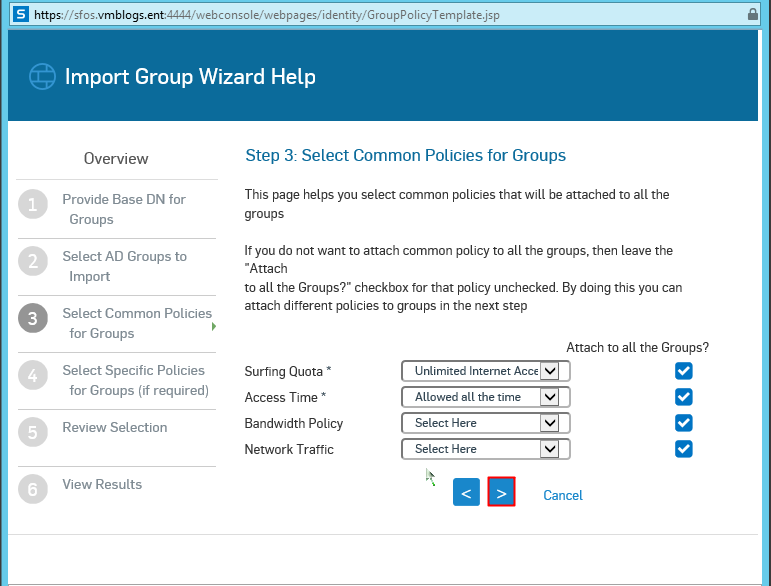 S https://sfos.vmblogs.ent:4444/webconsole/webpages/identity/GroupPolicyTemplate.jsp
Import Group Wizard Help
Overview
1 Provide Base DN for
Groups
2 Select AD Groups to
Import
3 Select Common Policies
for Groups
4 Select Specific Policies
for Groups (if required)
5 Review Selection
6 View Results
Step 3: Select Common Policies for Groups
This page helps you select common policies that will be attached to all the
groups
If you do not want to attach common policy to all the groups, then leave the
"Attach
to all the Groups?" checkbox for that policy unchecked. By doing this you can
attach different policies to groups in the next step
Attach to all the Groups?
Surfing Quota * Unlimited Internet Acce
Access Time * Allowed all the time
Bandwidth Policy Select Here
Network Traffic Select Here
< > Cancel